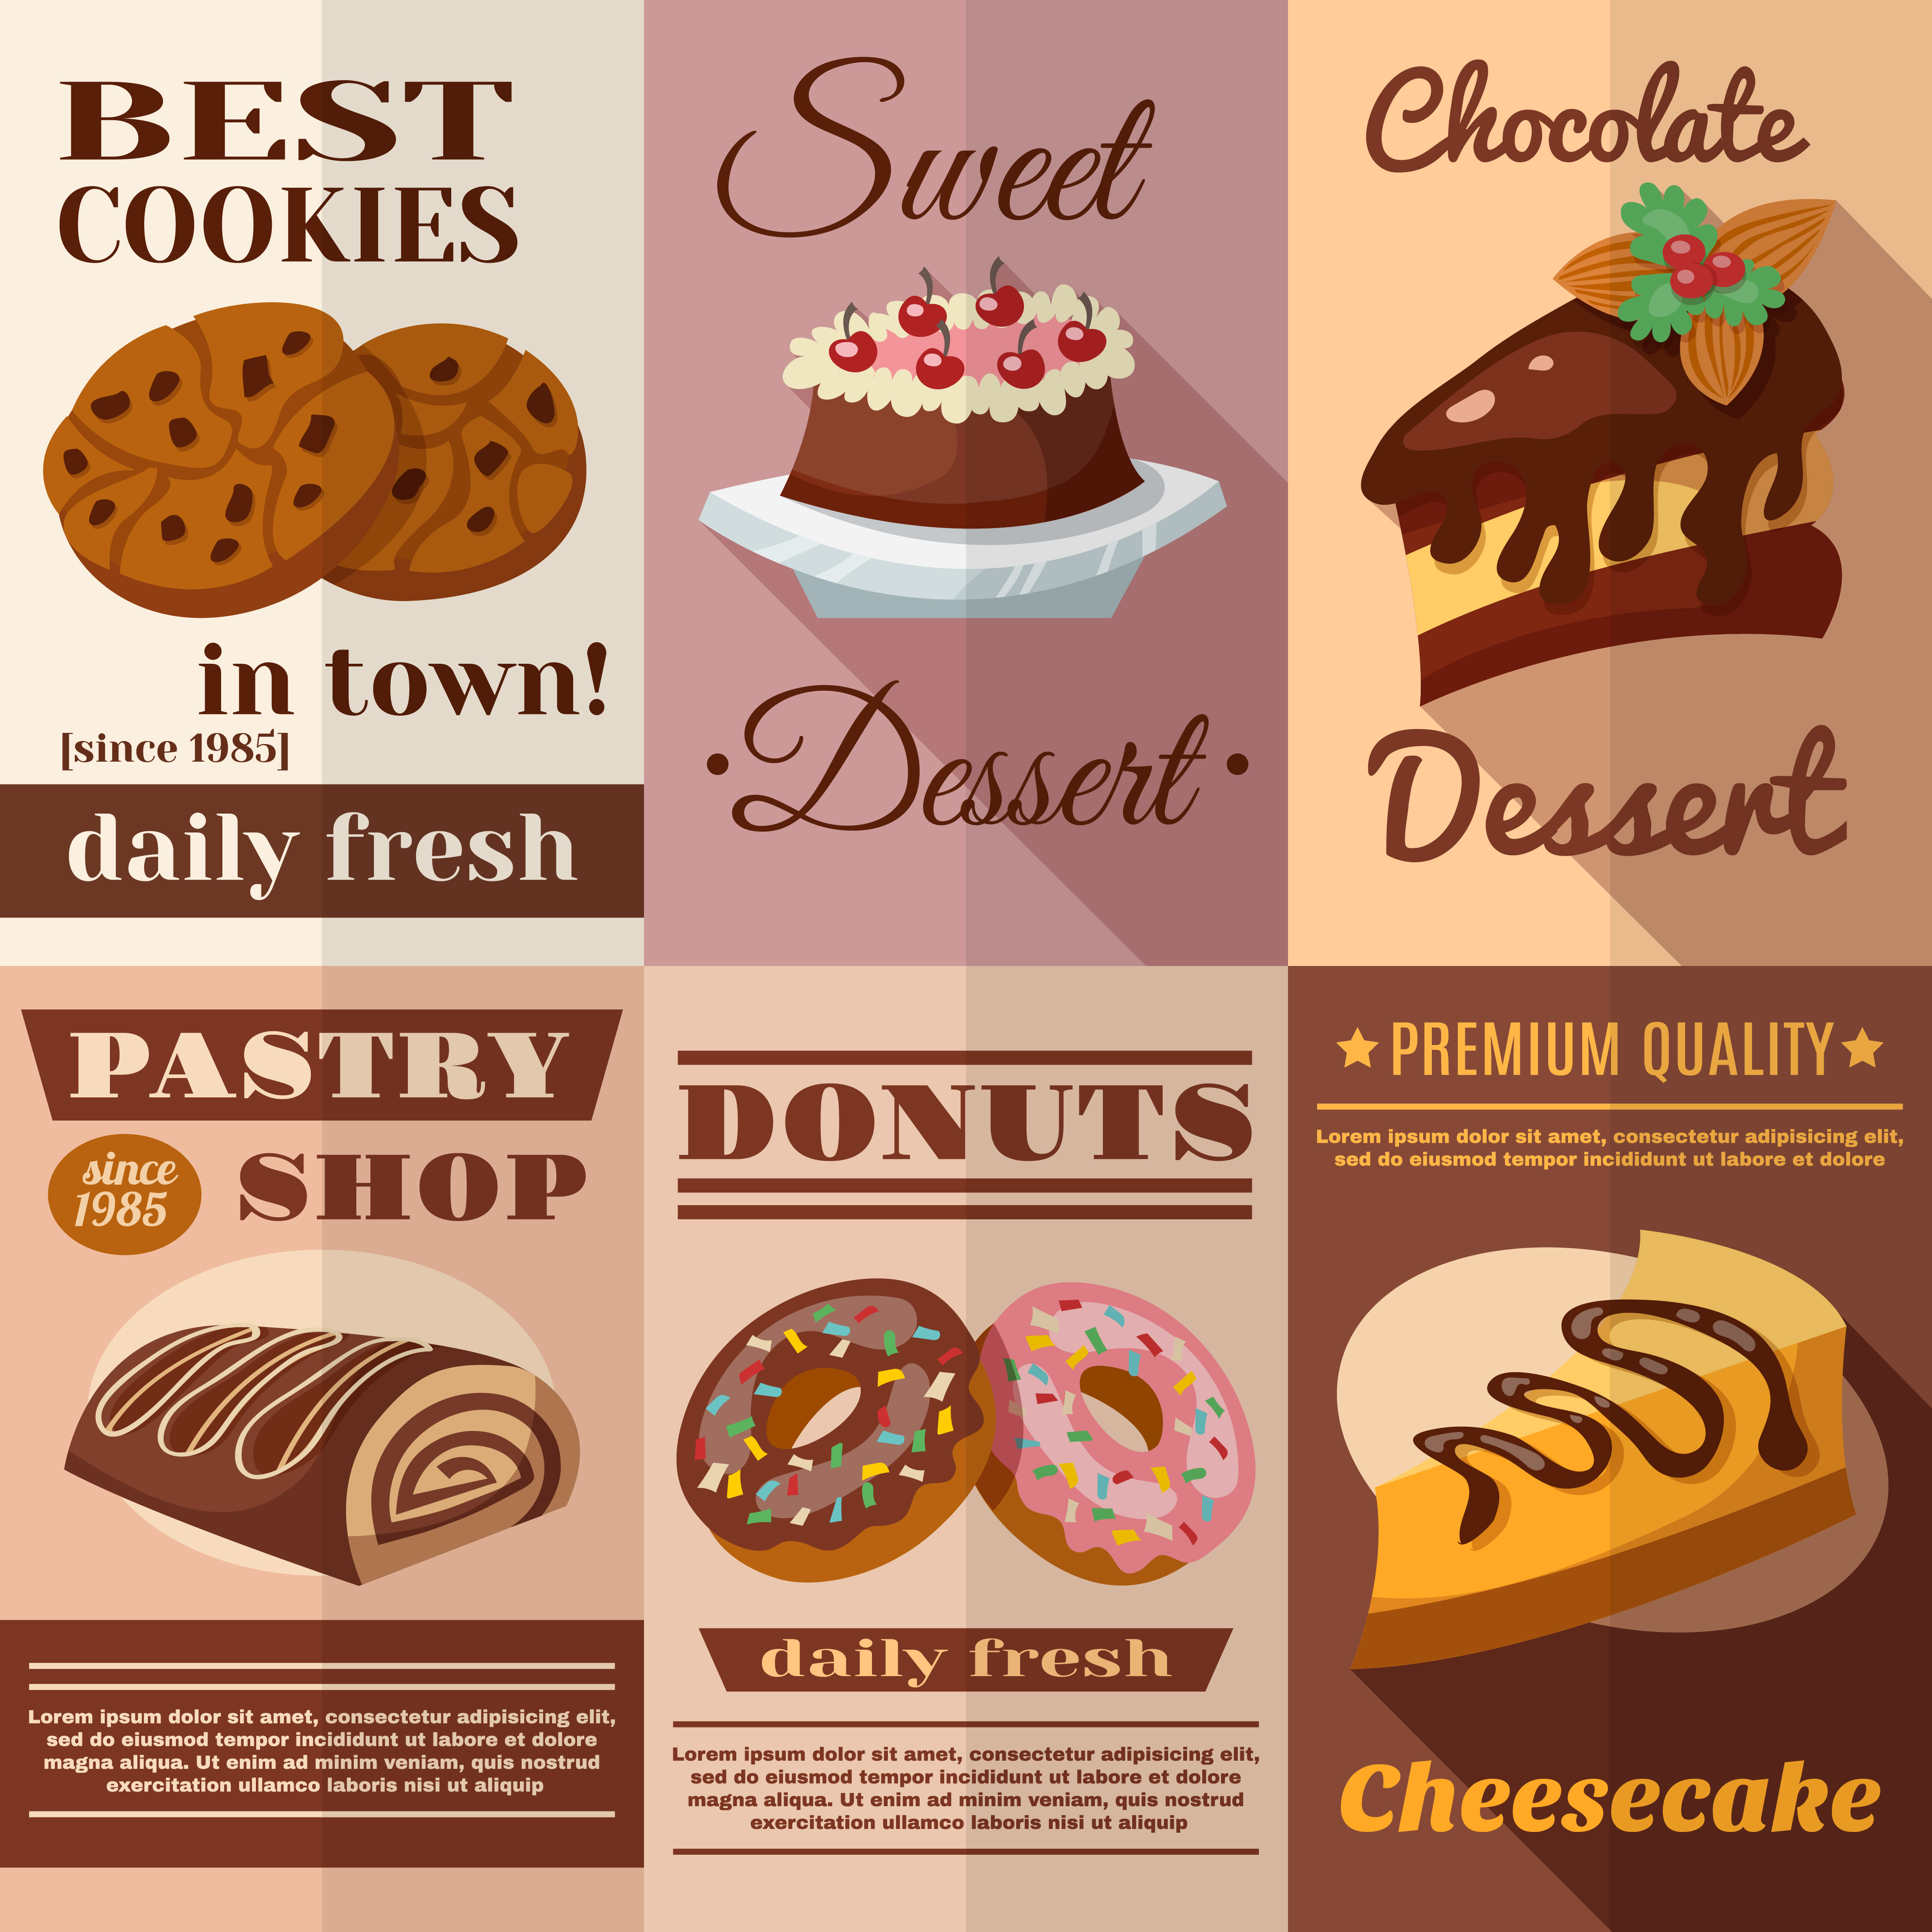 BEST
COOKIES
in town!
[since 1985]
daily fresh
Sweet
•Dessert•
Chocolate
Dessert
PASTRY
since
1985
SHOP
Lorem ipsum dolor sit amet, consectetur adipisicing elit,
sed do eiusmod tempor incididunt ut labore et dolore
magna aliqua. Ut enim ad minim veniam, quis nostrud
exercitation ullamco laboris nisi ut aliquip
DONUTS
daily fresh
Lorem ipsum dolor sit amet, consectetur adipisicing elit,
sed do eiusmod tempor incididunt ut labore et dolore
magna aliqua. Ut enim ad minim veniam, quis nostrud
exercitation ullamco laboris nisi ut aliquip
★PREMIUM QUALITY★
Lorem ipsum dolor sit amet, consectetur adipisicing elit,
sed do eiusmod tempor incididunt ut labore et dolore
Cheesecake